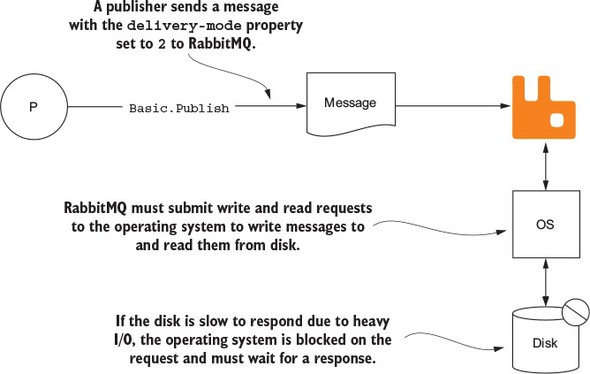 A publisher sends a message
with the delivery-mode property
set to 2 to RabbitMQ.
P
Basic.Publish
Message
RabbitMQ must submit write and read requests
to the operating system to write messages to
and read them from disk.
OS
If the disk is slow to respond due to heavy
I/O, the operating system is blocked on the
request and must wait for a response.
Disk